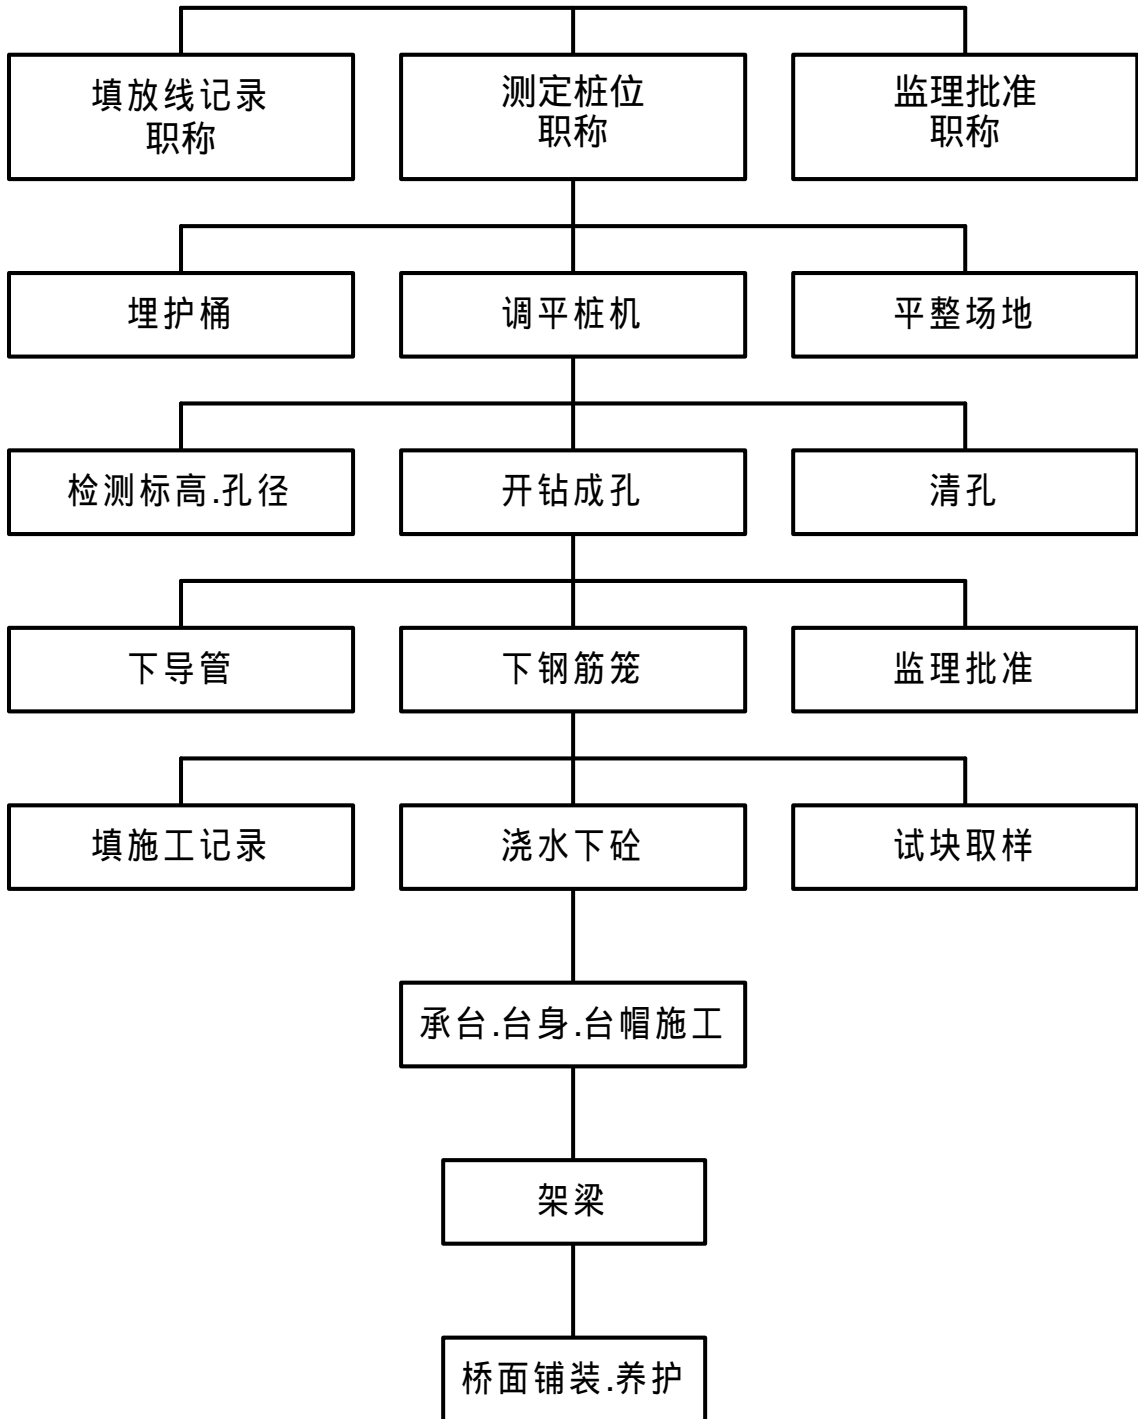 填放线记录
职称
测定桩位
职称
监理批准
职称
埋护桶
调平桩机
平整场地
检测标高.孔径
开钻成孔
清孔
下导管
下钢筋笼
监理批准
填施工记录
浇水下砼
试块取样
承台.台身.台帽施工
架梁
桥面铺装.养护